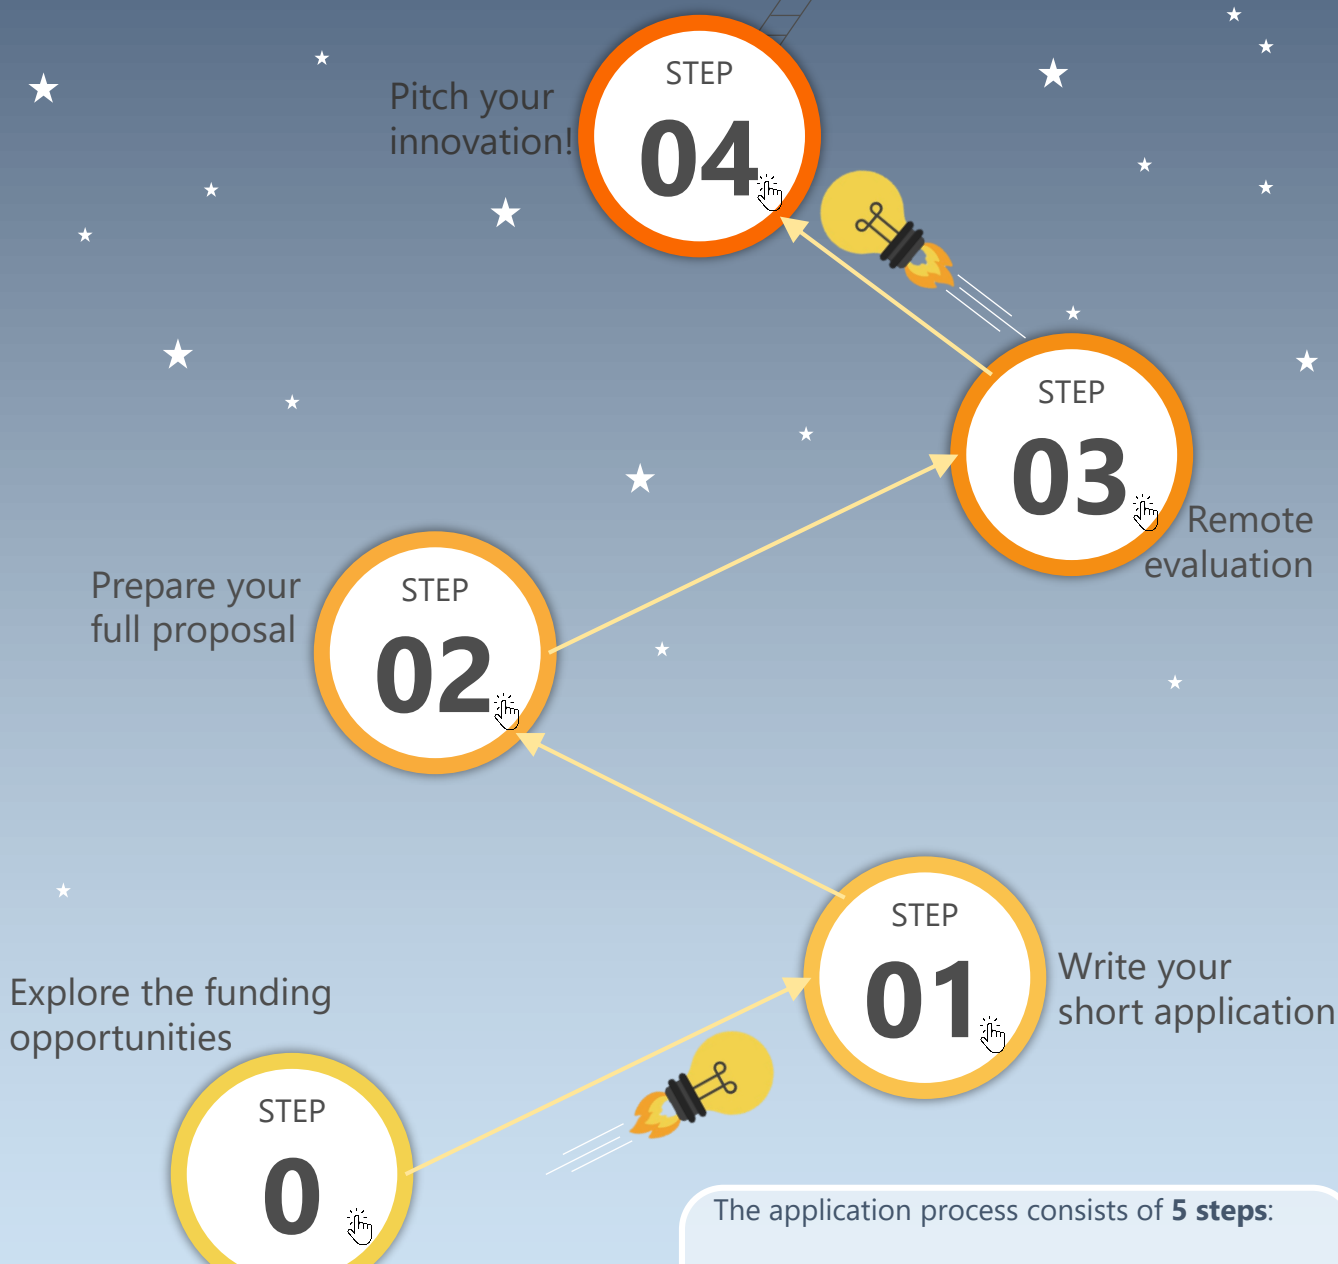 Pitch your
innovation!
STEP
04
STEP
03
Remote
evaluation
Prepare your
full proposal
STEP
02
STEP
01
Write your
short application
Explore the funding
opportunities
STEP
0
The application process consists of 5 steps: